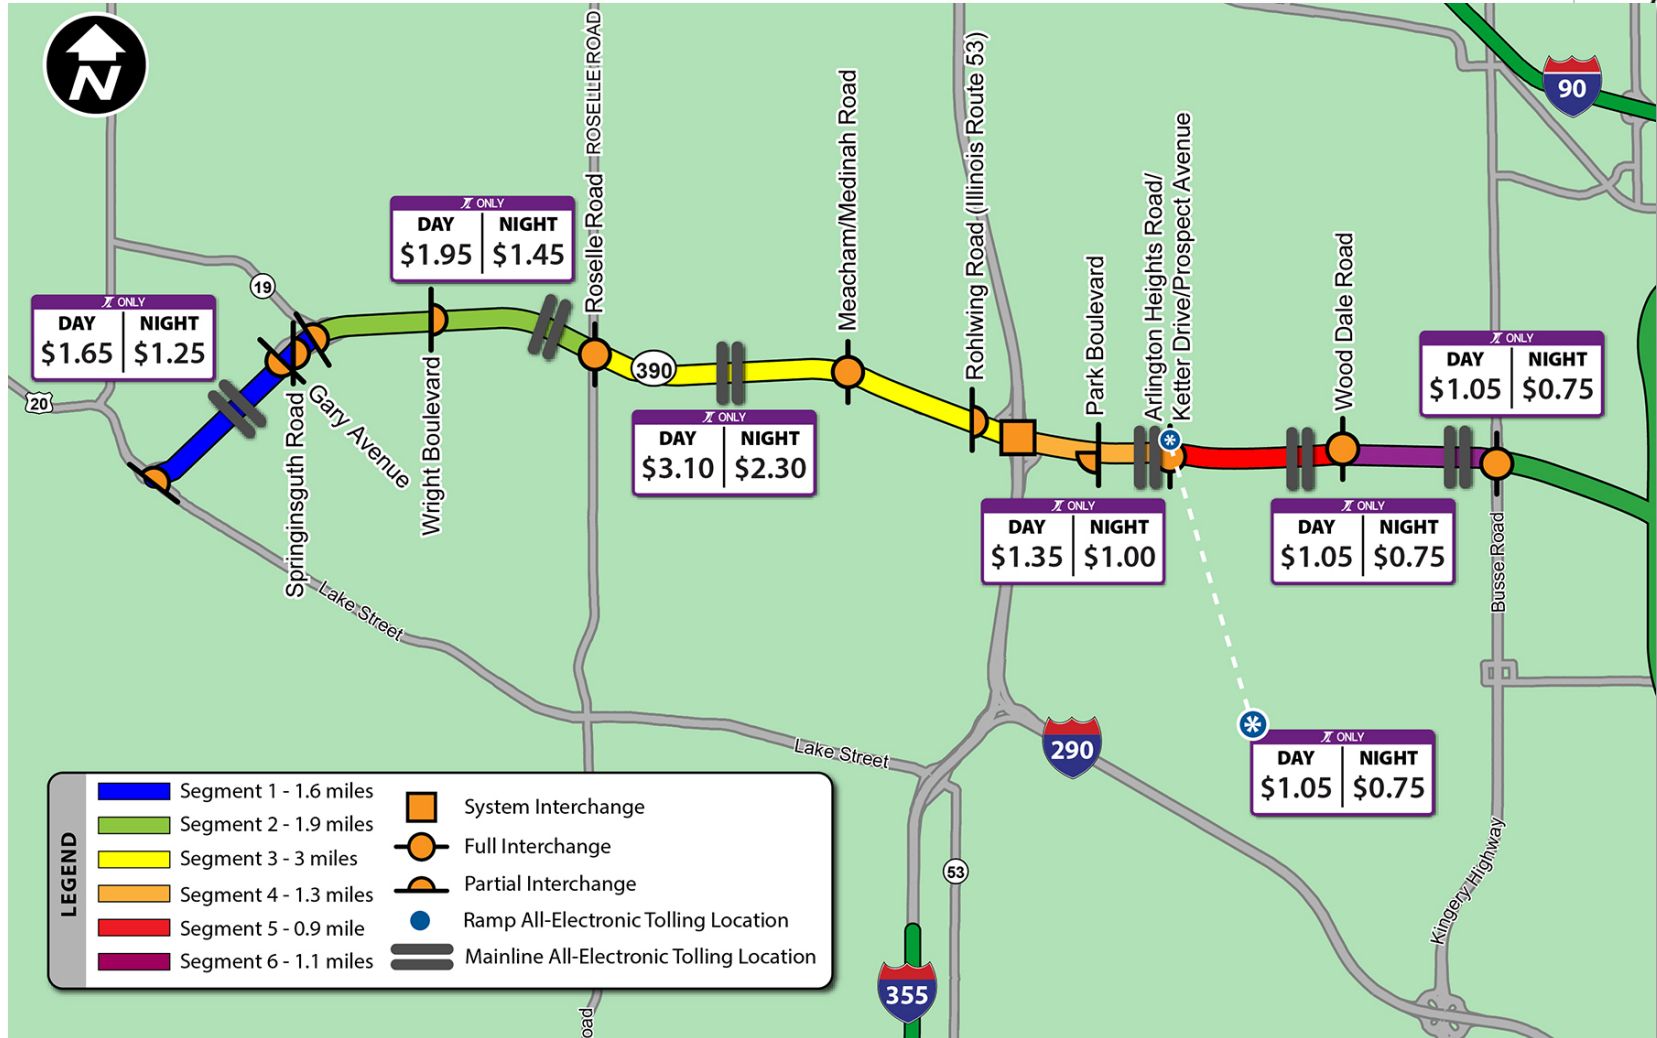 N
90
ROSELLE ROAD
Roselle Road
Meacham/Medinah Road
Rohlwing Road (Illinois Route 53)
Arlington Heights Road/
Ketter Drive/Prospect Avenue
Park Boulevard
Wood Dale Road
ONLY
DAY NIGHT
$1.95 $1.45
19
ONLY
DAY NIGHT
$1.65 $1.25
20
Springinsguth Road
Gary Avenue
Wright Boulevard
390
ONLY
DAY NIGHT
$3.10 $2.30
ONLY
DAY NIGHT
$1.35 $1.00
ONLY
DAY NIGHT
$1.05 $0.75
ONLY
DAY NIGHT
$1.05 $0.75
Busse Road
Lake Street
Lake Street
290
*
*
ONLY
DAY NIGHT
$1.05 $0.75
53
355
Kingery Highway
oad
LEGEND
Segment 1 - 1.6 miles
Segment 2 - 1.9 miles
Segment 3 - 3 miles
Segment 4 - 1.3 miles
Segment 5 - 0.9 mile
Segment 6 - 1.1 miles
System Interchange
Full Interchange
Partial Interchange
Ramp All-Electronic Tolling Location
Mainline All-Electronic Tolling Location